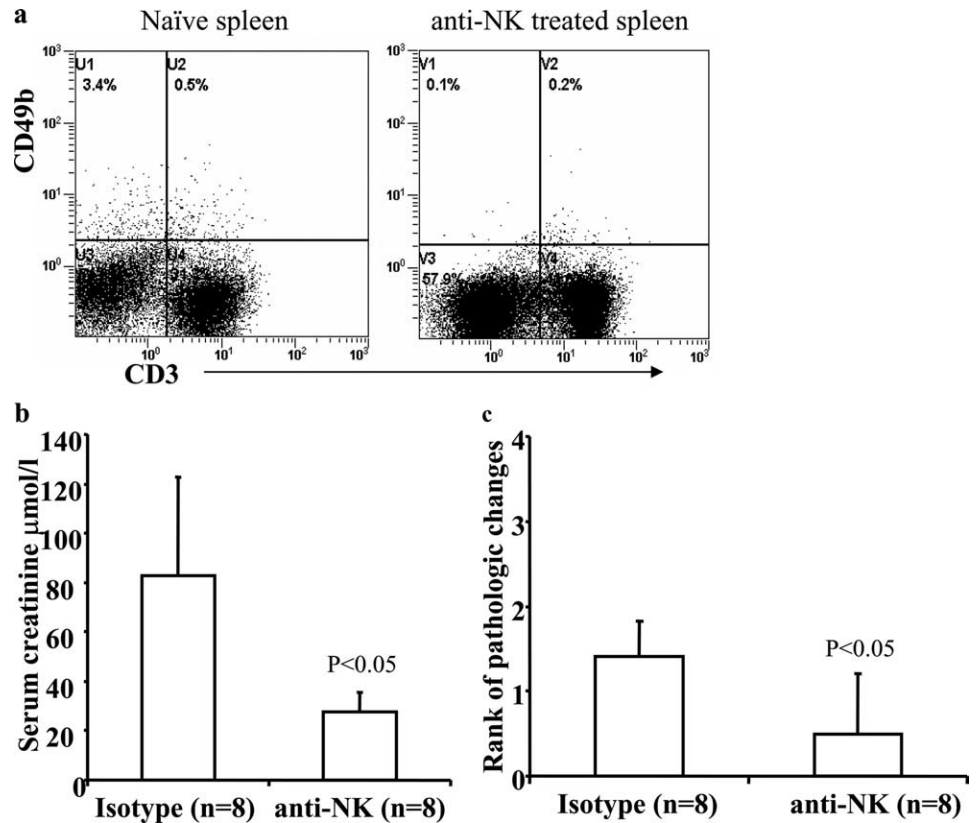 a
Naïve spleen
anti-NK treated spleen
CD49b
10³
10²
10¹
10⁰
U1
3.4%
U2
0.5%
U3
U4
10⁰ 10¹ 10² 10³
10³
10²
10¹
10⁰
V1
0.1%
V2
0.2%
V3
57.9%
V4
10⁰ 10¹ 10² 10³
CD3
b
Serum creatinine µmol/l
140
120
100
80
60
40
20
0
P<0.05
Isotype (n=8) anti-NK (n=8)
c
Rank of pathologic changes
4
3
2
1
0
P<0.05
Isotype (n=8) anti-NK (n=8)